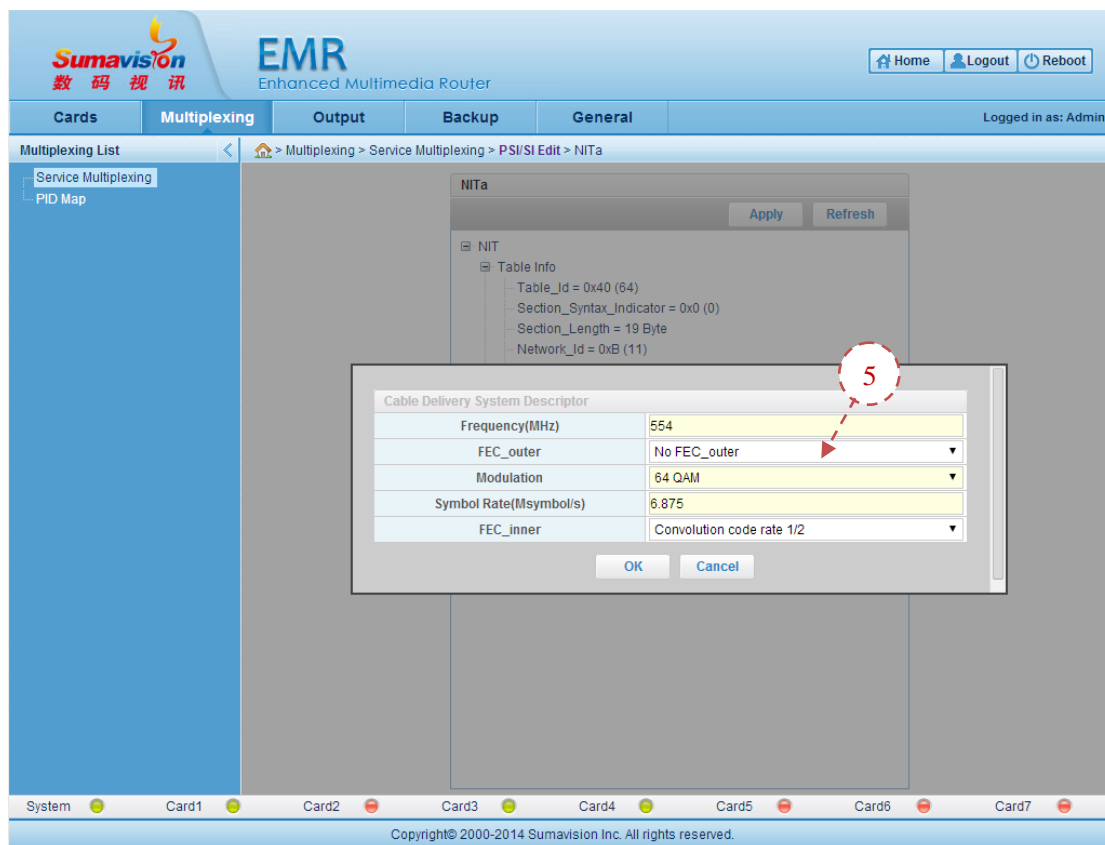 Sumavision
数码视讯
EMR
Enhanced Multimedia Router
Home Logout Reboot
Cards Multiplexing Output Backup General Logged in as: Admin
Multiplexing List
> Multiplexing > Service Multiplexing > PSI/SI Edit > NITa
Service Multiplexing
PID Map
NITa
Apply Refresh
NIT
Table Info
Table_Id = 0x40 (64)
Section_Syntax_Indicator = 0x0 (0)
Section_Length = 19 Byte
Network_Id = 0xB (11)
5
Cable Delivery System Descriptor
Frequency(MHz) 554
FEC_outer No FEC_outer
Modulation 64 QAM
Symbol Rate(Msymbol/s) 6.875
FEC_inner Convolution code rate 1/2
OK Cancel
System Card1 Card2 Card3 Card4 Card5 Card6 Card7
Copyright© 2000-2014 Sumavision Inc. All rights reserved.